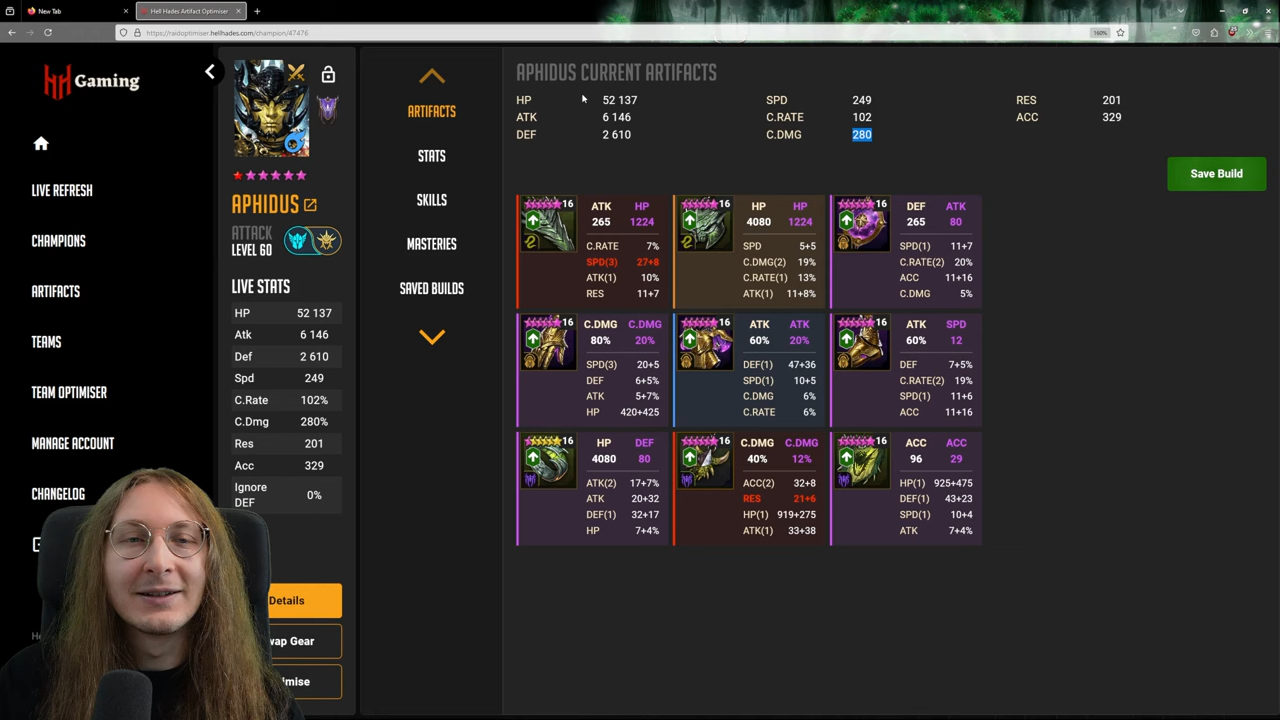 New Tab
Hell Hades Artifact Optimiser
https://raidoptimiser.hellhades.com/champion/47476
160%
Gaming
LIVE REFRESH
CHAMPIONS
ARTIFACTS
TEAMS
TEAM OPTIMISER
MANAGE ACCOUNT
CHANGELOG
APHIDUS
ATTACK
LEVEL 60
LIVE STATS
HP 52 137
Atk 6 146
Def 2 610
Spd 249
C.Rate 102%
C.Dmg 280%
Res 201
Acc 329
Ignore DEF 0%
Details
wap Gear
mise
ARTIFACTS
STATS
SKILLS
MASTERIES
SAVED BUILDS
APHIDUS CURRENT ARTIFACTS
HP 52 137 SPD 249 RES 201
ATK 6 146 C.RATE 102 ACC 329
DEF 2 610 C.DMG 280
Save Build
16 ATK HP
265 1224
C.RATE 7%
SPD(3) 27+8
ATK(1) 10%
RES 11+7
16 HP HP
4080 1224
SPD 5+5
C.DMG(2) 19%
C.RATE(1) 13%
ATK(1) 11+8%
16 DEF ATK
265 80
SPD(1) 11+7
C.RATE(2) 20%
ACC 11+16
C.DMG 5%
16 C.DMG C.DMG
80% 20%
SPD(3) 20+5
DEF 6+5%
ATK 5+7%
HP 420+425
16 ATK ATK
60% 20%
DEF(1) 47+36
SPD(1) 10+5
C.DMG 6%
C.RATE 6%
16 ATK SPD
60% 12
DEF 7+5%
C.RATE(2) 19%
SPD(1) 11+6
ACC 11+16
16 HP DEF
4080 80
ATK(2) 17+7%
ATK 20+32
DEF(1) 32+17
HP 7+4%
16 C.DMG C.DMG
40% 12%
ACC(2) 32+8
RES 21+6
HP(1) 919+275
ATK(1) 33+38
16 ACC ACC
96 29
HP(1) 925+475
DEF(1) 43+23
SPD(1) 10+4
ATK 7+4%